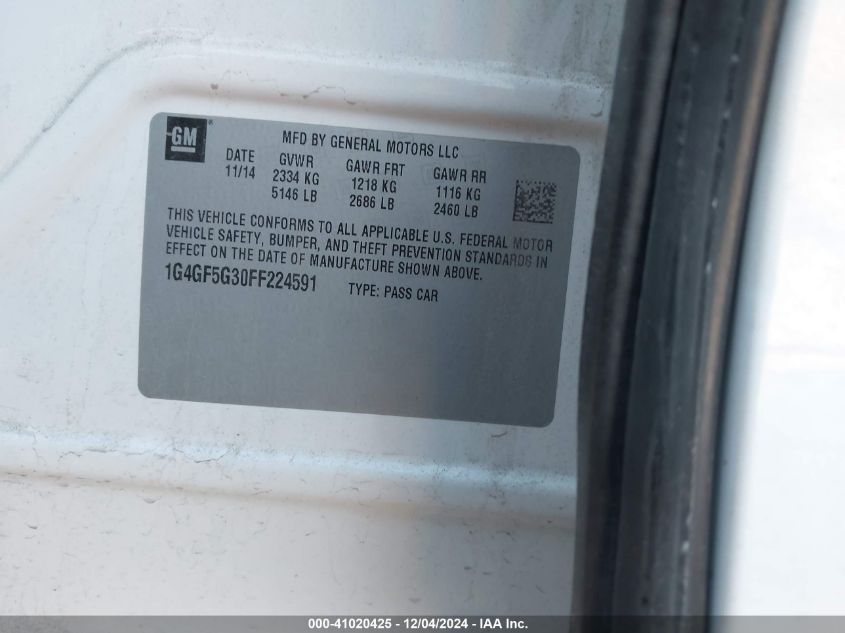 GM®
MFD BY GENERAL MOTORS LLC
DATE GVWR GAWR FRT GAWR RR
11/14 2334 KG 1218 KG 1116 KG
5146 LB 2686 LB 2460 LB
THIS VEHICLE CONFORMS TO ALL APPLICABLE U.S. FEDERAL MOTOR
VEHICLE SAFETY, BUMPER, AND THEFT PREVENTION STANDARDS IN
EFFECT ON THE DATE OF MANUFACTURE SHOWN ABOVE.
1G4GF5G30FF224591 TYPE: PASS CAR
000-41020425 - 12/04/2024 - IAA Inc.